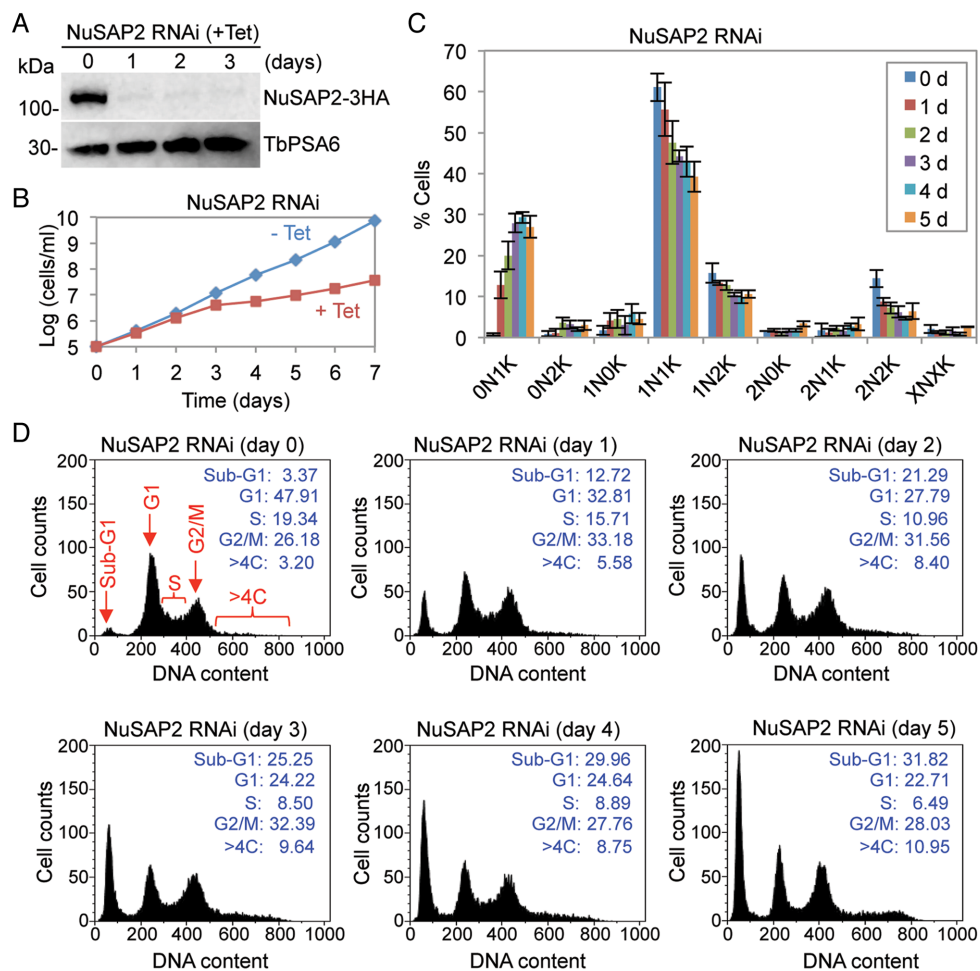 A
NuSAP2 RNAi (+Tet)
0 1 2 3 (days)
kDa
100-
NuSAP2-3HA
30-
TbPSA6
B
NuSAP2 RNAi
Log (cells/ml)
10
9
8
7
6
5
- Tet
+ Tet
0 1 2 3 4 5 6 7
Time (days)
C
NuSAP2 RNAi
% Cells
70
60
50
40
30
20
10
0
0 d
1 d
2 d
3 d
4 d
5 d
0N1K 0N2K 1N0K 1N1K 1N2K 2N0K 2N1K 2N2K XNXK
D
NuSAP2 RNAi (day 0)
Cell counts
200
150
100
50
0
Sub-G1: 3.37
G1: 47.91
S: 19.34
G2/M: 26.18
>4C: 3.20
Sub-G1
G1
S
G2/M
>4C
0 200 400 600 800 1000
DNA content
NuSAP2 RNAi (day 1)
Cell counts
200
150
100
50
0
Sub-G1: 12.72
G1: 32.81
S: 15.71
G2/M: 33.18
>4C: 5.58
0 200 400 600 800 1000
DNA content
NuSAP2 RNAi (day 2)
Cell counts
200
150
100
50
0
Sub-G1: 21.29
G1: 27.79
S: 10.96
G2/M: 31.56
>4C: 8.40
0 200 400 600 800 1000
DNA content
NuSAP2 RNAi (day 3)
Cell counts
200
150
100
50
0
Sub-G1: 25.25
G1: 24.22
S: 8.50
G2/M: 32.39
>4C: 9.64
0 200 400 600 800 1000
DNA content
NuSAP2 RNAi (day 4)
Cell counts
200
150
100
50
0
Sub-G1: 29.96
G1: 24.64
S: 8.89
G2/M: 27.76
>4C: 8.75
0 200 400 600 800 1000
DNA content
NuSAP2 RNAi (day 5)
Cell counts
200
150
100
50
0
Sub-G1: 31.82
G1: 22.71
S: 6.49
G2/M: 28.03
>4C: 10.95
0 200 400 600 800 1000
DNA content